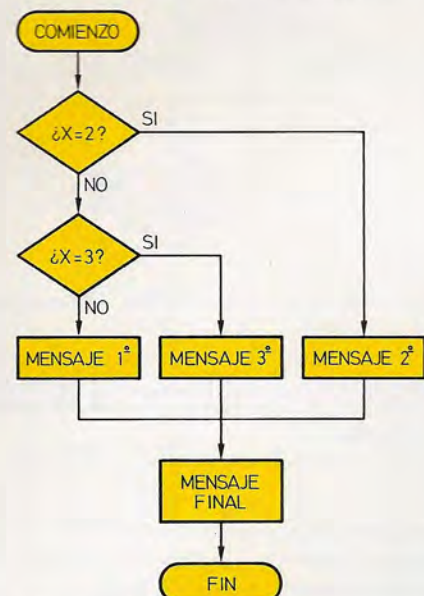 COMIENZO
¿X=2?
SI
NO
¿X=3?
SI
NO
MENSAJE 1º
MENSAJE 3º
MENSAJE 2º
MENSAJE
FINAL
FIN